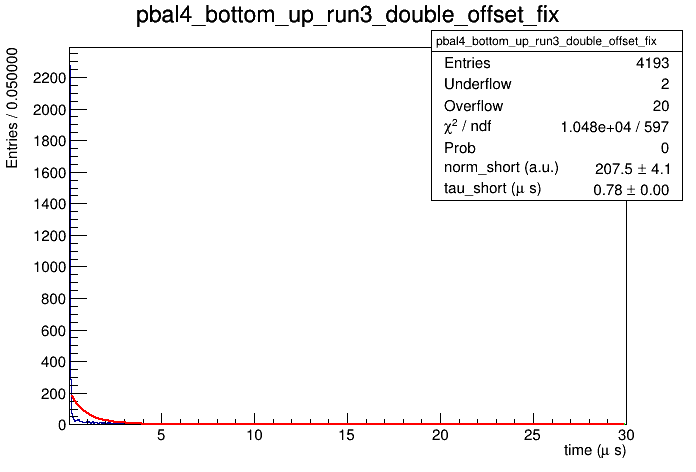 pbal4_bottom_up_run3_double_offset_fix
pbal4_bottom_up_run3_double_offset_fix
Entries 4193
Underflow 2
Overflow 20
χ² / ndf 1.048e+04 / 597
Prob 0
norm_short (a.u.) 207.5 ± 4.1
tau_short (μ s) 0.78 ± 0.00
Entries / 0.050000
2200
2000
1800
1600
1400
1200
1000
800
600
400
200
0
5 10 15 20 25 30
time (μ s)